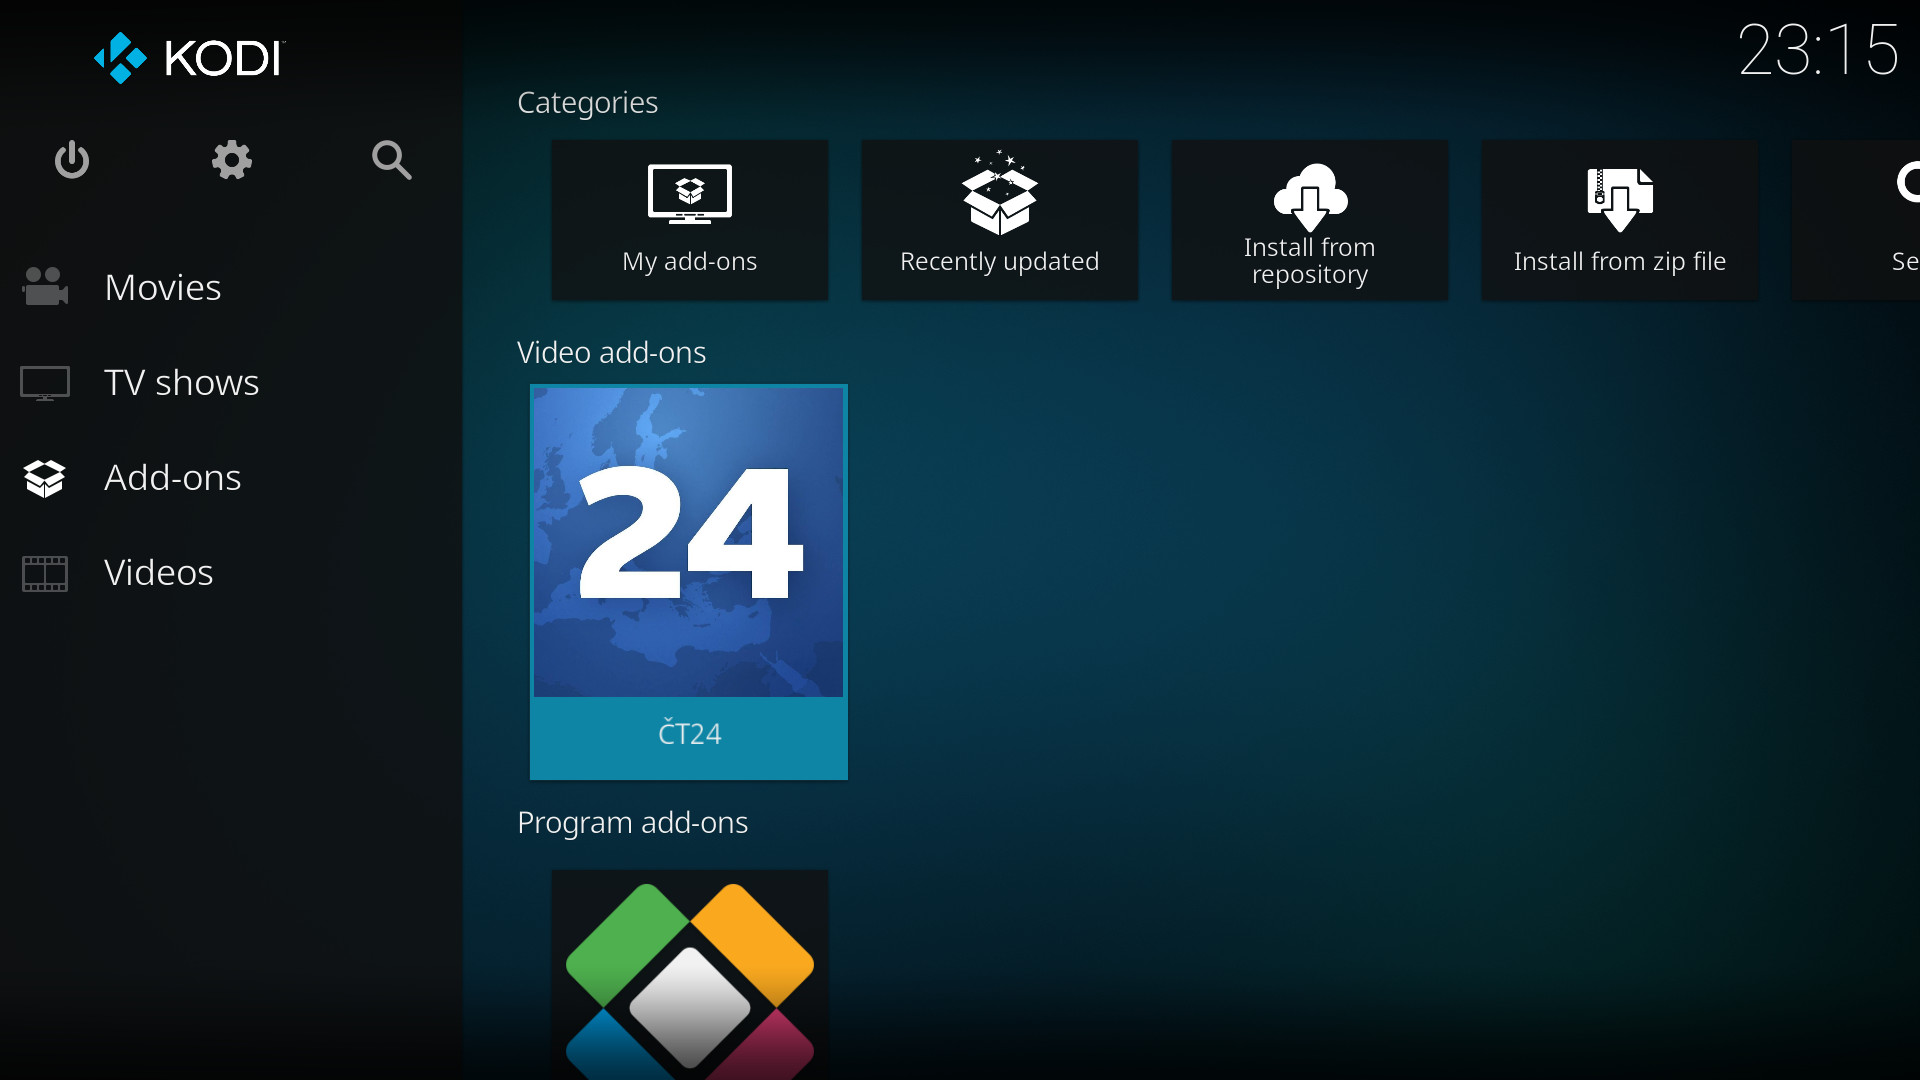 KODI
23:15
Movies
TV shows
Add-ons
Videos
Categories
My add-ons
Recently updated
Install from
repository
Install from zip file
Se
Video add-ons
24
ČT24
Program add-ons